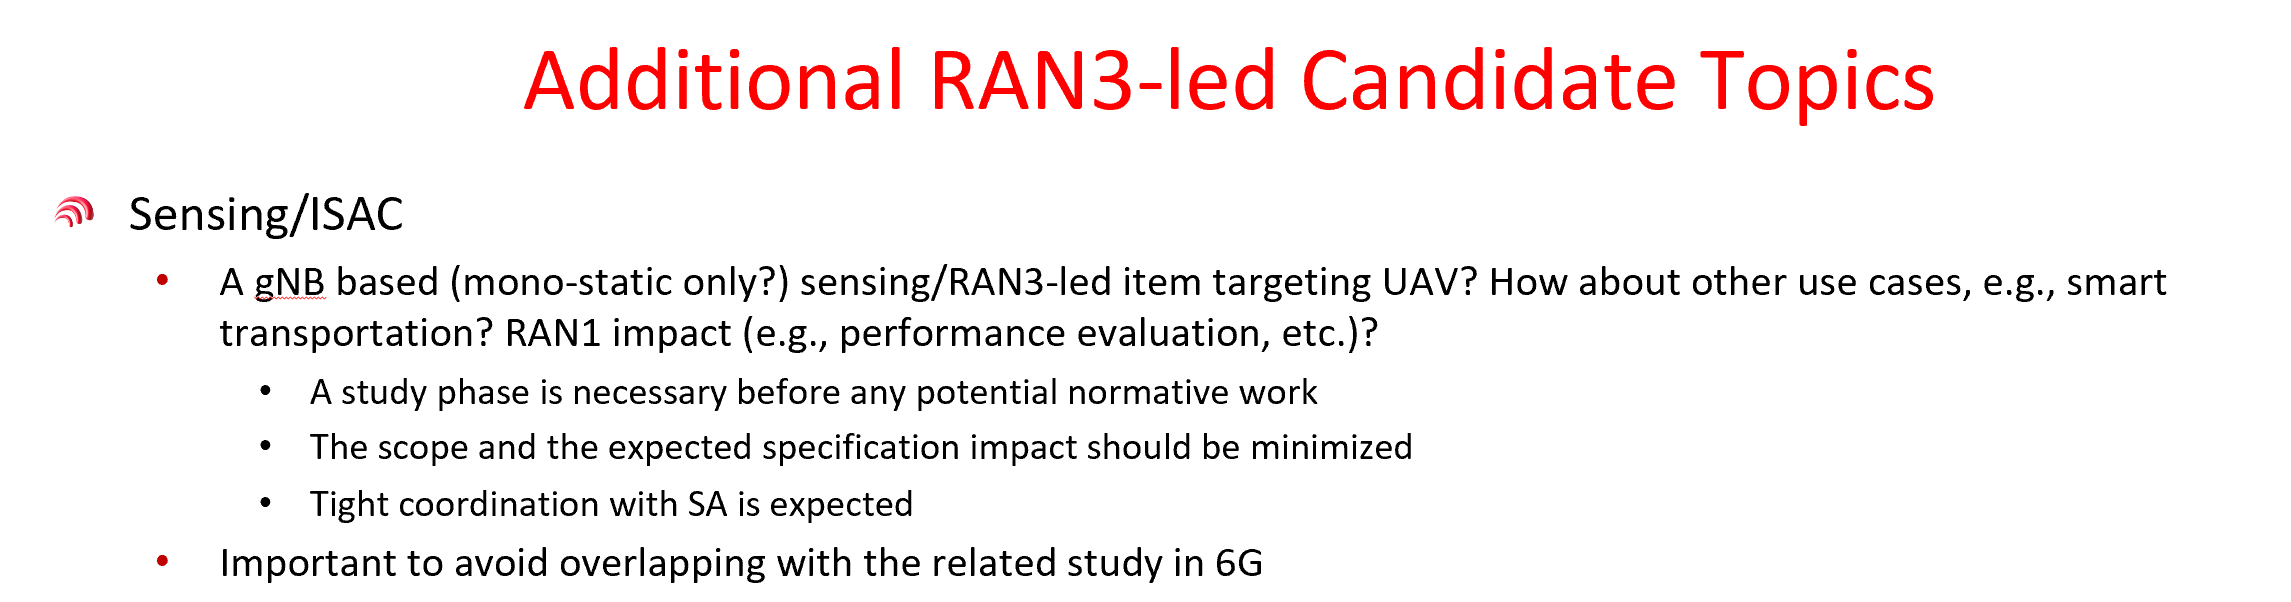 Additional RAN3-led Candidate Topics
Sensing/ISAC
• A gNB based (mono-static only?) sensing/RAN3-led item targeting UAV? How about other use cases, e.g., smart
transportation? RAN1 impact (e.g., performance evaluation, etc.)?
• A study phase is necessary before any potential normative work
• The scope and the expected specification impact should be minimized
• Tight coordination with SA is expected
• Important to avoid overlapping with the related study in 6G